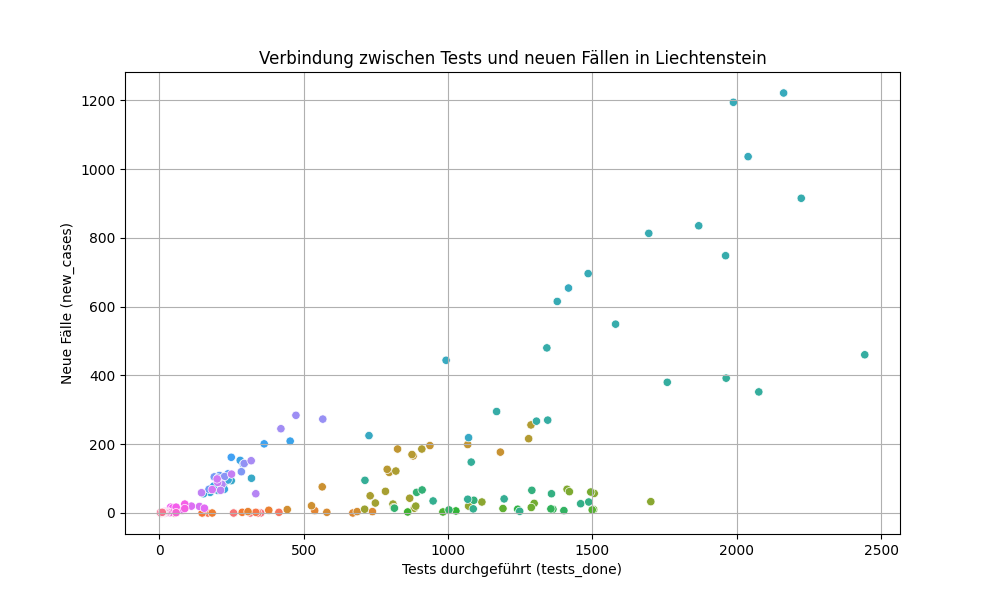 Verbindung zwischen Tests und neuen Fällen in Liechtenstein
1200
1000
800
600
400
200
0
Neue Fälle (new_cases)
0 500 1000 1500 2000 2500
Tests durchgeführt (tests_done)